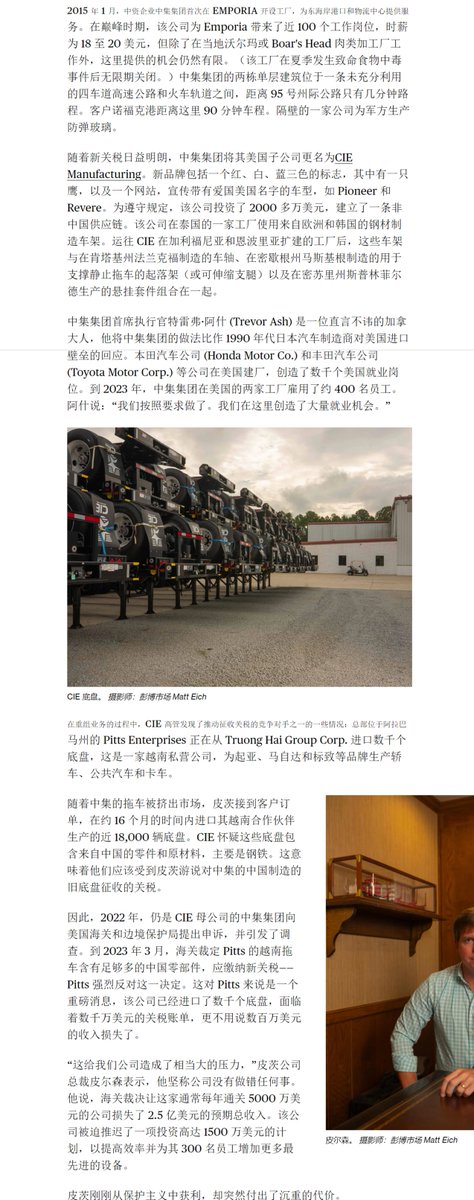 2015 年 1 月，中资企业中集集团首次在 EMPORIA 开设工厂，为东海岸港口和物流中心提供服
务。在巅峰时期，该公司为 Emporia 带来了近 100 个工作岗位，时薪
为 18 至 20 美元，但除了在当地沃尔玛或 Boar's Head 肉类加工厂工
作外，这里提供的机会仍然有限。（该工厂在夏季发生致命食物中毒
事件后无限期关闭。）中集集团的两栋单层建筑位于一条未充分利用
的四车道高速公路和火车轨道之间，距离 95 号州际公路只有几分钟路
程。客户诺福克港距离这里 90 分钟车程。隔壁的一家公司为军方生产
防弹玻璃。
随着新关税日益明朗，中集集团将其美国子公司更名为CIE
Manufacturing。新品牌包括一个红、白、蓝三色的标志，其中有一只
鹰，以及一个网站，宣传带有爱国美国名字的车型，如 Pioneer 和
Revere。为遵守规定，该公司投资了 2000 多万美元，建立了一条非
中国供应链。该公司在泰国的一家工厂使用来自欧洲和韩国的钢材制
造车架。运往 CIE 在加利福尼亚和恩波里亚扩建的工厂后，这些车架
与在肯塔基州法兰克福制造的车轴、在密歇根州马斯基根制造的用于
支撑静止拖车的起落架（或可伸缩支腿）以及在密苏里州斯普林菲尔
德生产的悬挂套件组合在一起。
中集集团首席执行官特雷弗·阿什 (Trevor Ash) 是一位直言不讳的加拿
大人，他将中集集团的做法比作 1990 年代日本汽车制造商对美国进口
壁垒的回应。本田汽车公司 (Honda Motor Co.) 和丰田汽车公司
(Toyota Motor Corp.) 等公司在美国建厂，创造了数千个美国就业岗
位。到 2023 年，中集集团在美国的两家工厂雇用了约 400 名员工。
阿什说：“我们按照要求做了。我们在这里创造了大量就业机会。”
CIE 底盘。 摄影师：彭博市场 Matt Eich
在重组业务的过程中，CIE 高管发现了推动征收关税的竞争对手之一的一些情况：总部位于阿拉巴
马州的 Pitts Enterprises 正在从 Truong Hai Group Corp. 进口数千个
底盘，这是一家越南私营公司，为起亚、马自达和标致等品牌生产轿
车、公共汽车和卡车。
随着中集的拖车被挤出市场，皮茨接到客户订
单，在约 16 个月的时间内进口其越南合作伙伴
生产的近 18,000 辆底盘。CIE 怀疑这些底盘包
含来自中国的零件和原材料，主要是钢铁。这意
味着他们应该受到皮茨游说对中集的中国制造的
旧底盘征收的关税。
因此，2022 年，仍是 CIE 母公司的中集集团向
美国海关和边境保护局提出申诉，并引发了调
查。到 2023 年 3 月，海关裁定 Pitts 的越南拖
车含有足够多的中国零部件，应缴纳新关税——
Pitts 强烈反对这一决定。这对 Pitts 来说是一个
重磅消息，该公司已经进口了数千个底盘，面临
着数千万美元的关税账单，更不用说数百万美元
的收入损失了。
“这给我们公司造成了相当大的压力，”皮茨公司
总裁皮尔森表示，他坚称公司没有做错任何事。
他说，海关裁决让这家通常每年通关 5000 万美
元的公司损失了 2.5 亿美元的预期总收入。该公
司被迫推迟了一项投资高达 1500 万美元的计
划，以提高效率并为其 300 名员工增加更多最
先进的设备。
皮尔森。 摄影师：彭博市场 Matt Eich
皮茨刚刚从保护主义中获利，却突然付出了沉重的代价。